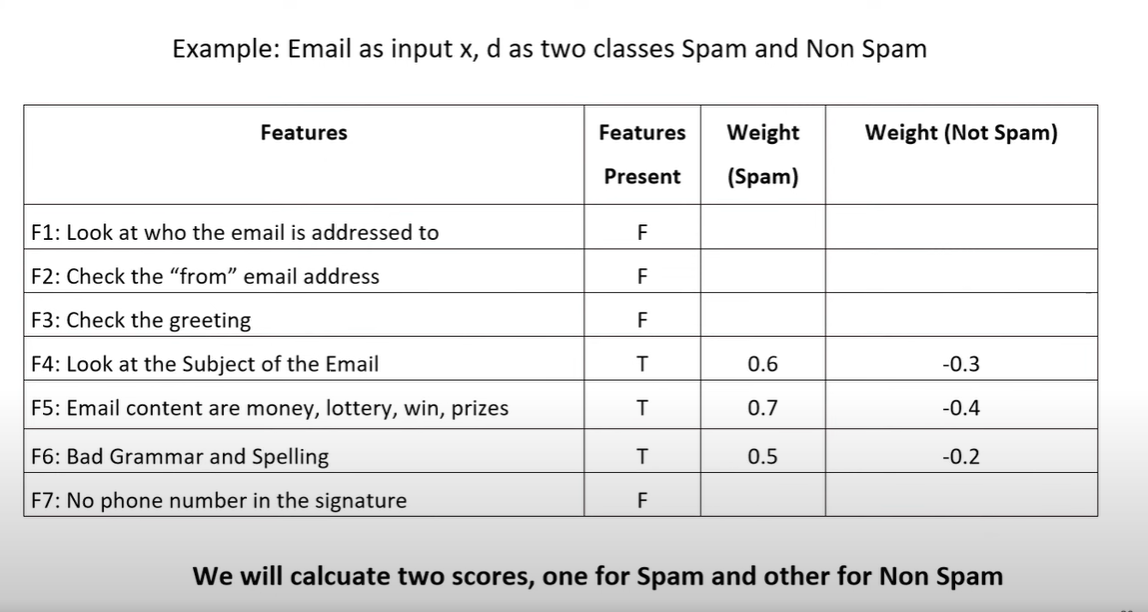 Example: Email as input x, d as two classes Spam and Non Spam
Features Features Present Weight (Spam) Weight (Not Spam)
F1: Look at who the email is addressed to F
F2: Check the “from” email address F
F3: Check the greeting F
F4: Look at the Subject of the Email T 0.6 -0.3
F5: Email content are money, lottery, win, prizes T 0.7 -0.4
F6: Bad Grammar and Spelling T 0.5 -0.2
F7: No phone number in the signature F
We will calcuate two scores, one for Spam and other for Non Spam